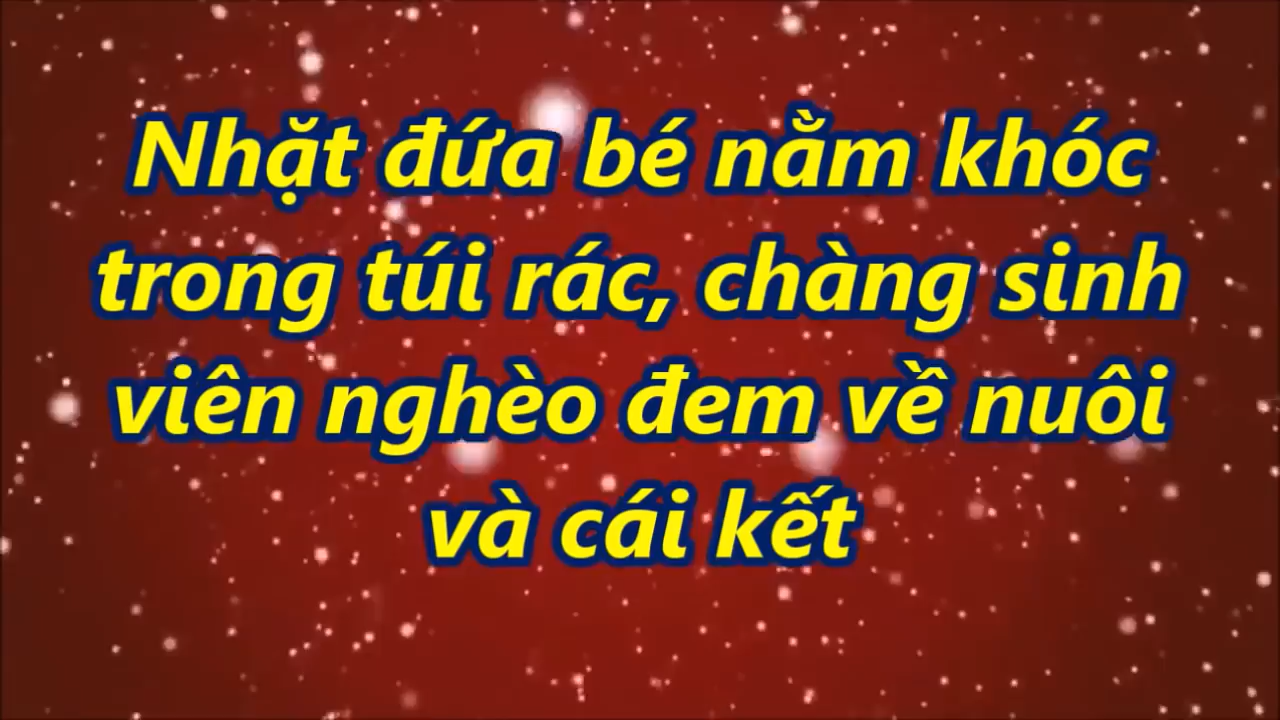 Nhặt đứa bé nằm khóc
trong túi rác, chàng sinh
viên nghèo đem về nuôi
và cái kết